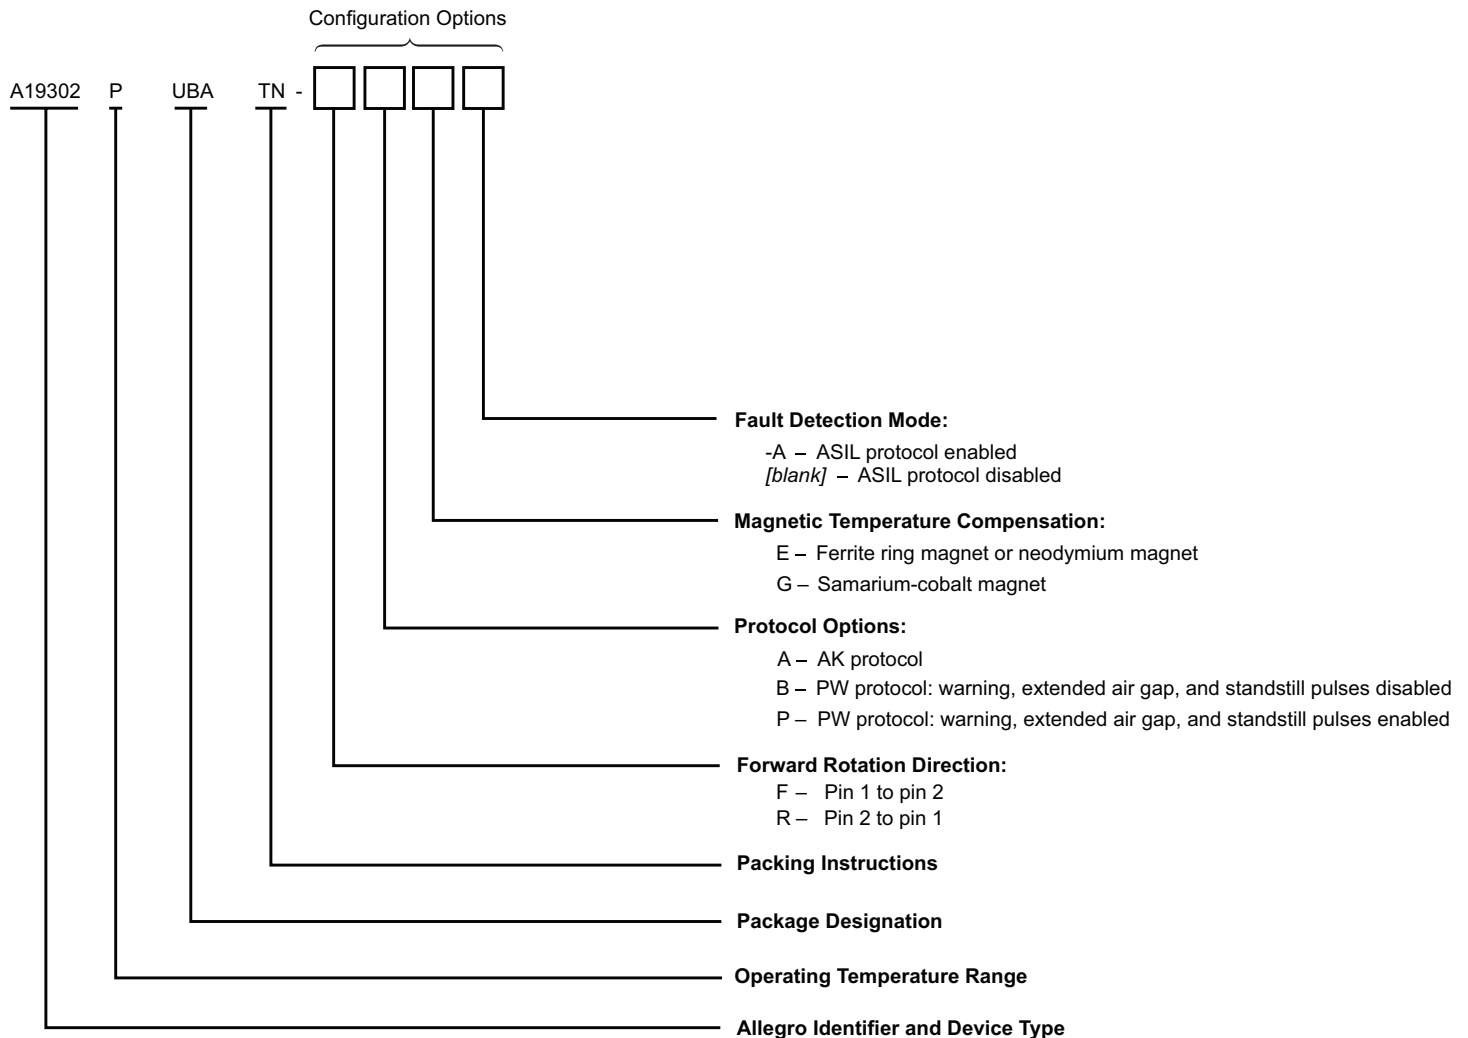 Configuration Options
A19302 P UBA TN -
Fault Detection Mode:
-A – ASIL protocol enabled
[blank] – ASIL protocol disabled
Magnetic Temperature Compensation:
E – Ferrite ring magnet or neodymium magnet
G – Samarium-cobalt magnet
Protocol Options:
A – AK protocol
B – PW protocol: warning, extended air gap, and standstill pulses disabled
P – PW protocol: warning, extended air gap, and standstill pulses enabled
Forward Rotation Direction:
F – Pin 1 to pin 2
R – Pin 2 to pin 1
Packing Instructions
Package Designation
Operating Temperature Range
Allegro Identifier and Device Type